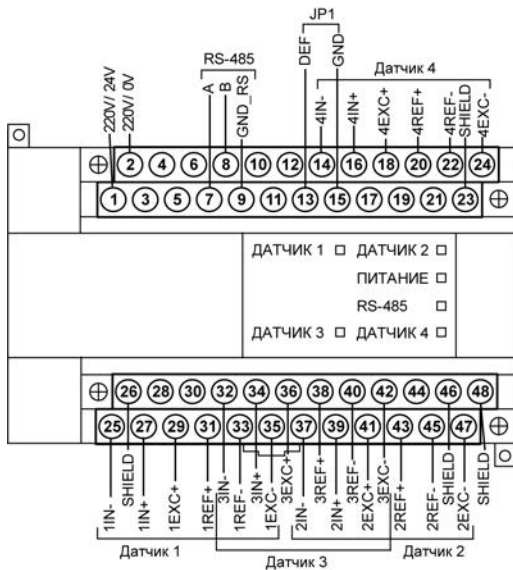 JP1
RS-485
DEF
GND
Датчик 4
220V/ 24V
220V/ 0V
A
B
GND_RS
4IN-
4IN+
4EXC+
4REF+
4REF-
SHIELD
4EXC-
2 4 6 8 10 12 14 16 18 20 22 24
1 3 5 7 9 11 13 15 17 19 21 23
ДАТЧИК 1 ДАТЧИК 2
ПИТАНИЕ
RS-485
ДАТЧИК 3 ДАТЧИК 4
26 28 30 32 34 36 38 40 42 44 46 48
25 27 29 31 33 35 37 39 41 43 45 47
1IN-
SHIELD
1IN+
1EXC+
1REF+
3IN-
1REF-
3IN+
1EXC-
3EXC+
2IN-
3REF+
2IN+
3REF-
2EXC+
3EXC-
2REF+
2REF-
SHIELD
2EXC-
SHIELD
Датчик 1
Датчик 3
Датчик 2